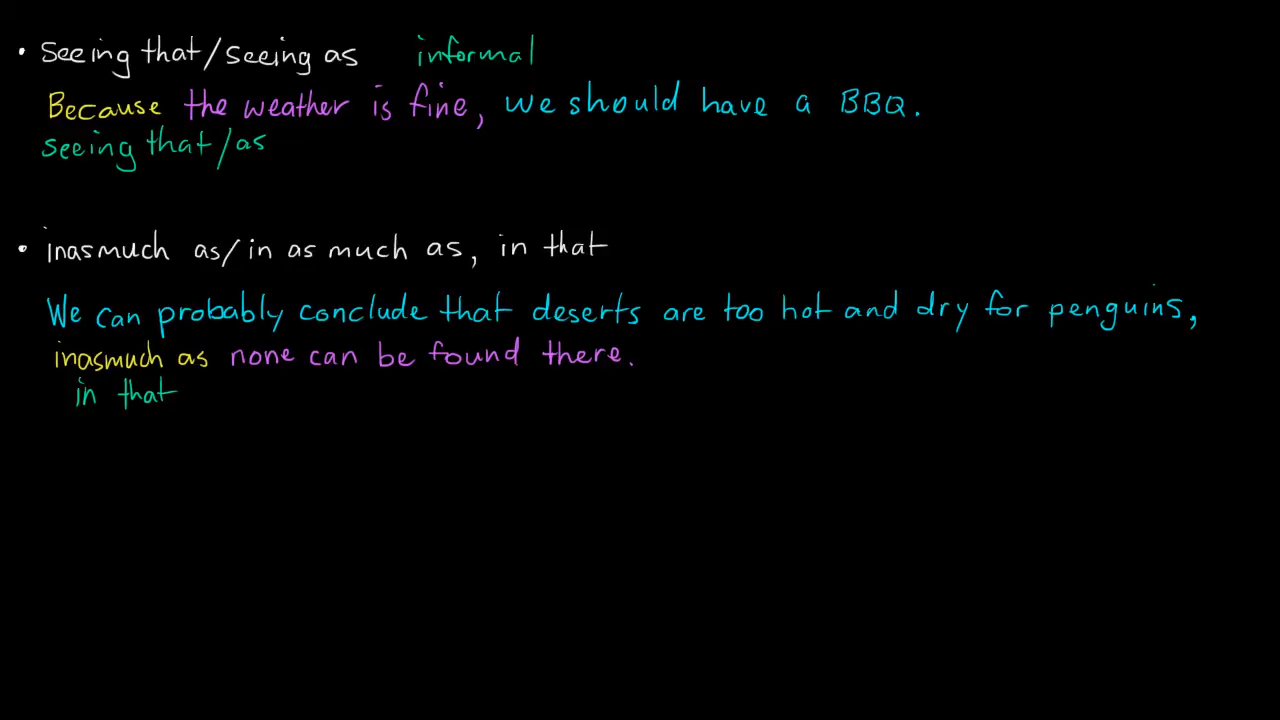 • seeing that/seeing as informal
Because the weather is fine, we should have a BBQ.
seeing that/as
• inasmuch as/in as much as, in that
We can probably conclude that deserts are too hot and dry for penguins,
inasmuch as none can be found there.
in that